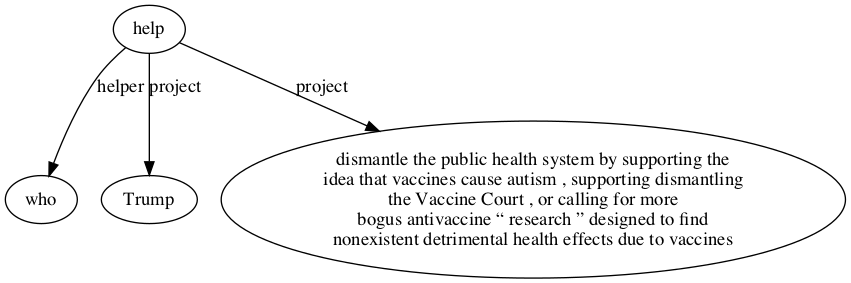 help
helper project project
who
Trump
dismantle the public health system by supporting the
idea that vaccines cause autism , supporting dismantling
the Vaccine Court , or calling for more
bogus antivaccine “ research ” designed to find
nonexistent detrimental health effects due to vaccines